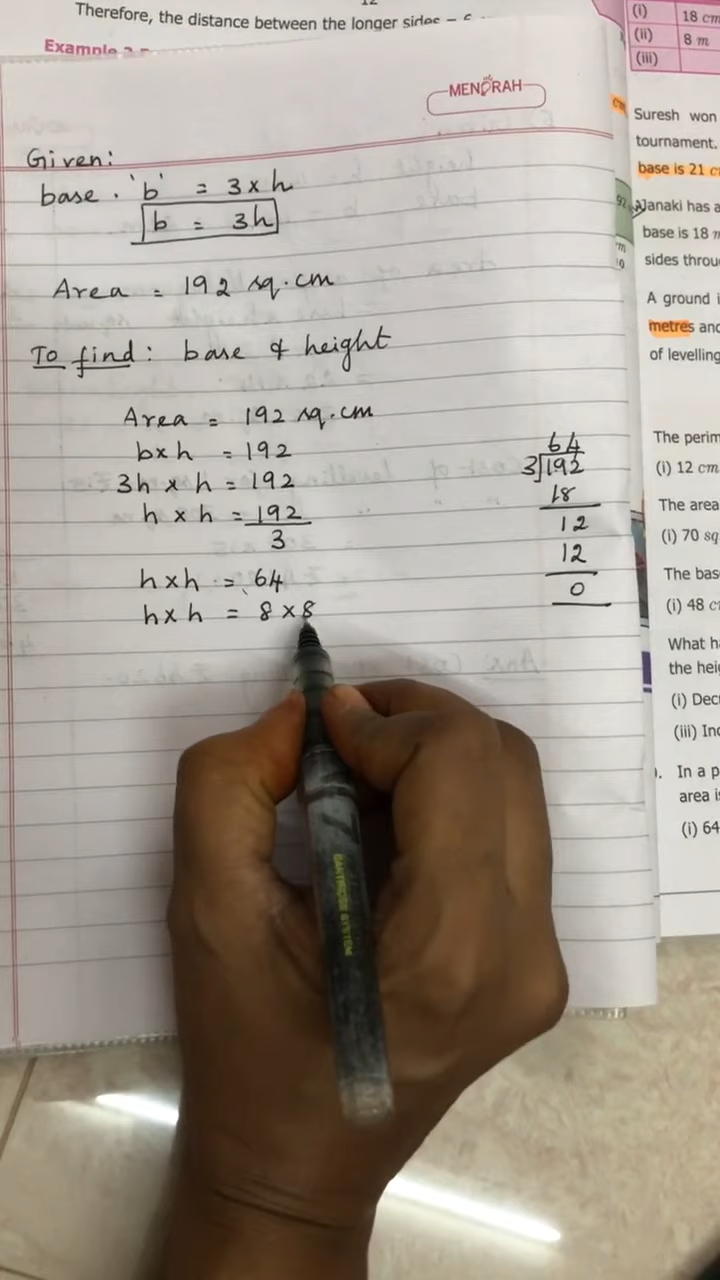 12
Therefore, the distance between the longer sides =
Example
MENORAH
Given:
base. 'b' = 3 x h
b = 3h
Area = 192 sq.cm
To find: base & height
Area = 192 sq.cm
b x h = 192
3h x h = 192
h x h = 192
3
h x h = 64
h x h = 8 x 8
64
3 192
18
12
12
0
(i) 18 cm
(ii) 8 m
(iii)
cm
Suresh won
tournament.
base is 21
92
Janaki has a
base is 18
sides
A ground
metres and
of levelling
The perim
(i) 12 cm
The area
(i) 70 sq
The bas
(i) 48
What
the
(i)
(iii)
In a
area
(i) 64